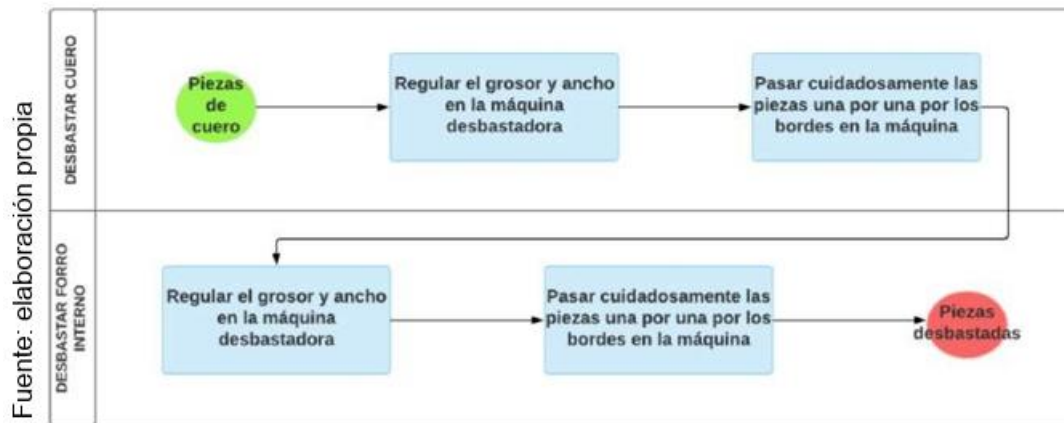 Fuente: elaboración propia
DESBASTAR CUERO
Piezas
de
cuero
Regular el grosor y ancho
en la máquina
desbastadora
Pasar cuidadosamente las
piezas una por una por los
bordes en la máquina
DESBASTAR FORRO
INTERNO
Regular el grosor y ancho
en la máquina
desbastadora
Pasar cuidadosamente las
piezas una por una por los
bordes en la máquina
Piezas
desbastadas